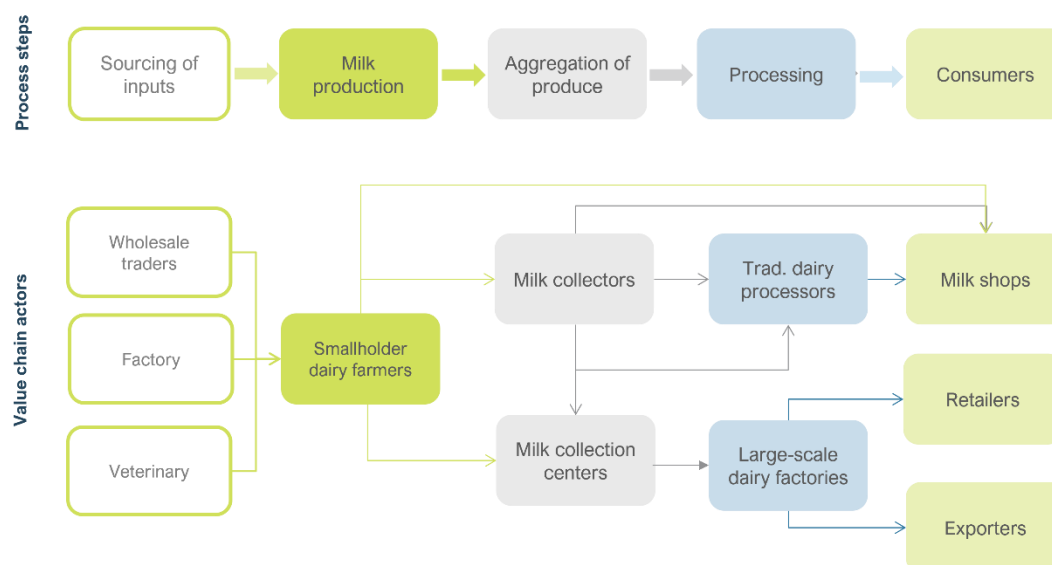 Process steps
Sourcing of
inputs
Milk
production
Aggregation of
produce
Processing
Consumers
Value chain actors
Wholesale
traders
Factory
Veterinary
Smallholder
dairy farmers
Milk collectors
Milk collection
centers
Trad. dairy
processors
Large-scale
dairy factories
Milk shops
Retailers
Exporters